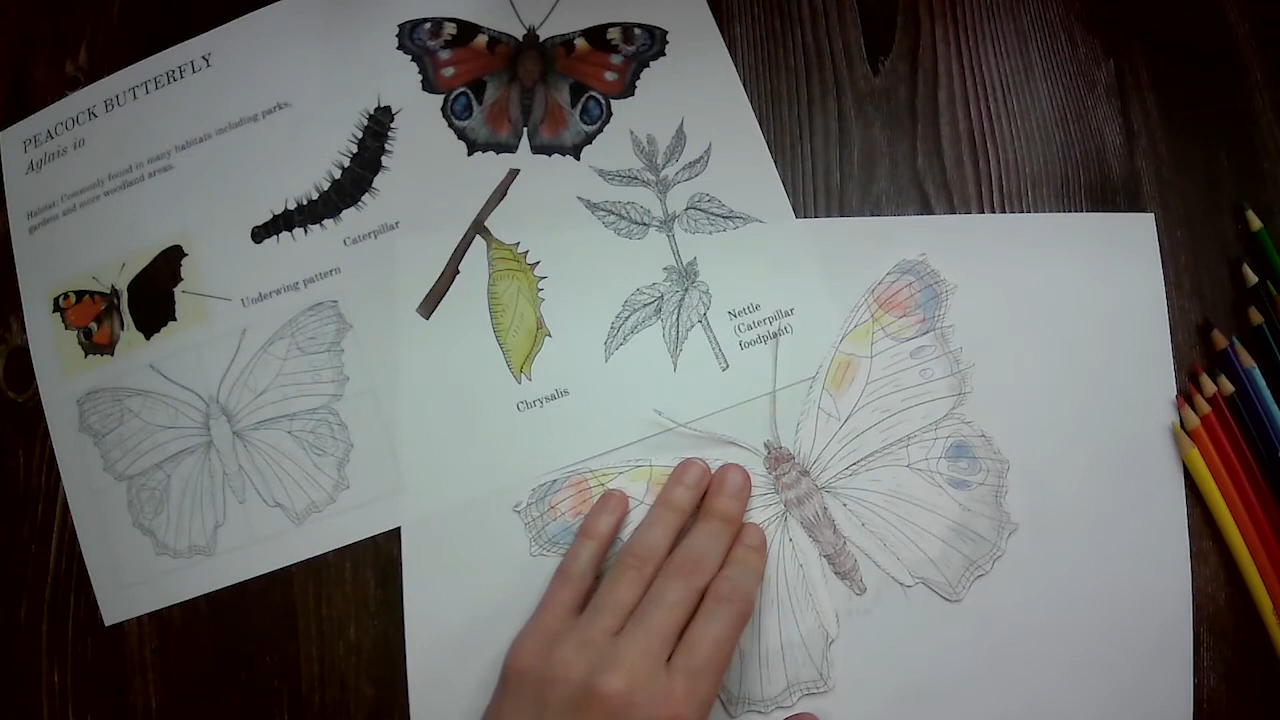 PEACOCK BUTTERFLY
Aglais io
Habitat: Commonly found in many habitats including parks,
gardens and more woodland areas.
Caterpillar
Underwing pattern
Chrysalis
Nettle
(Caterpillar
foodplant)